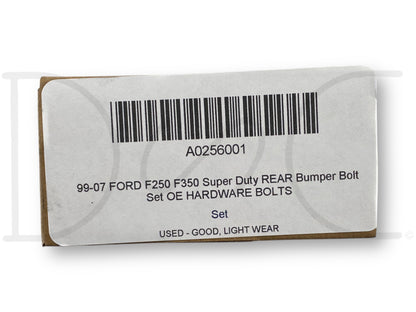 A0256001
99-07 FORD F250 F350 Super Duty REAR Bumper Bolt
Set OE HARDWARE BOLTS
Set
USED - GOOD, LIGHT WEAR